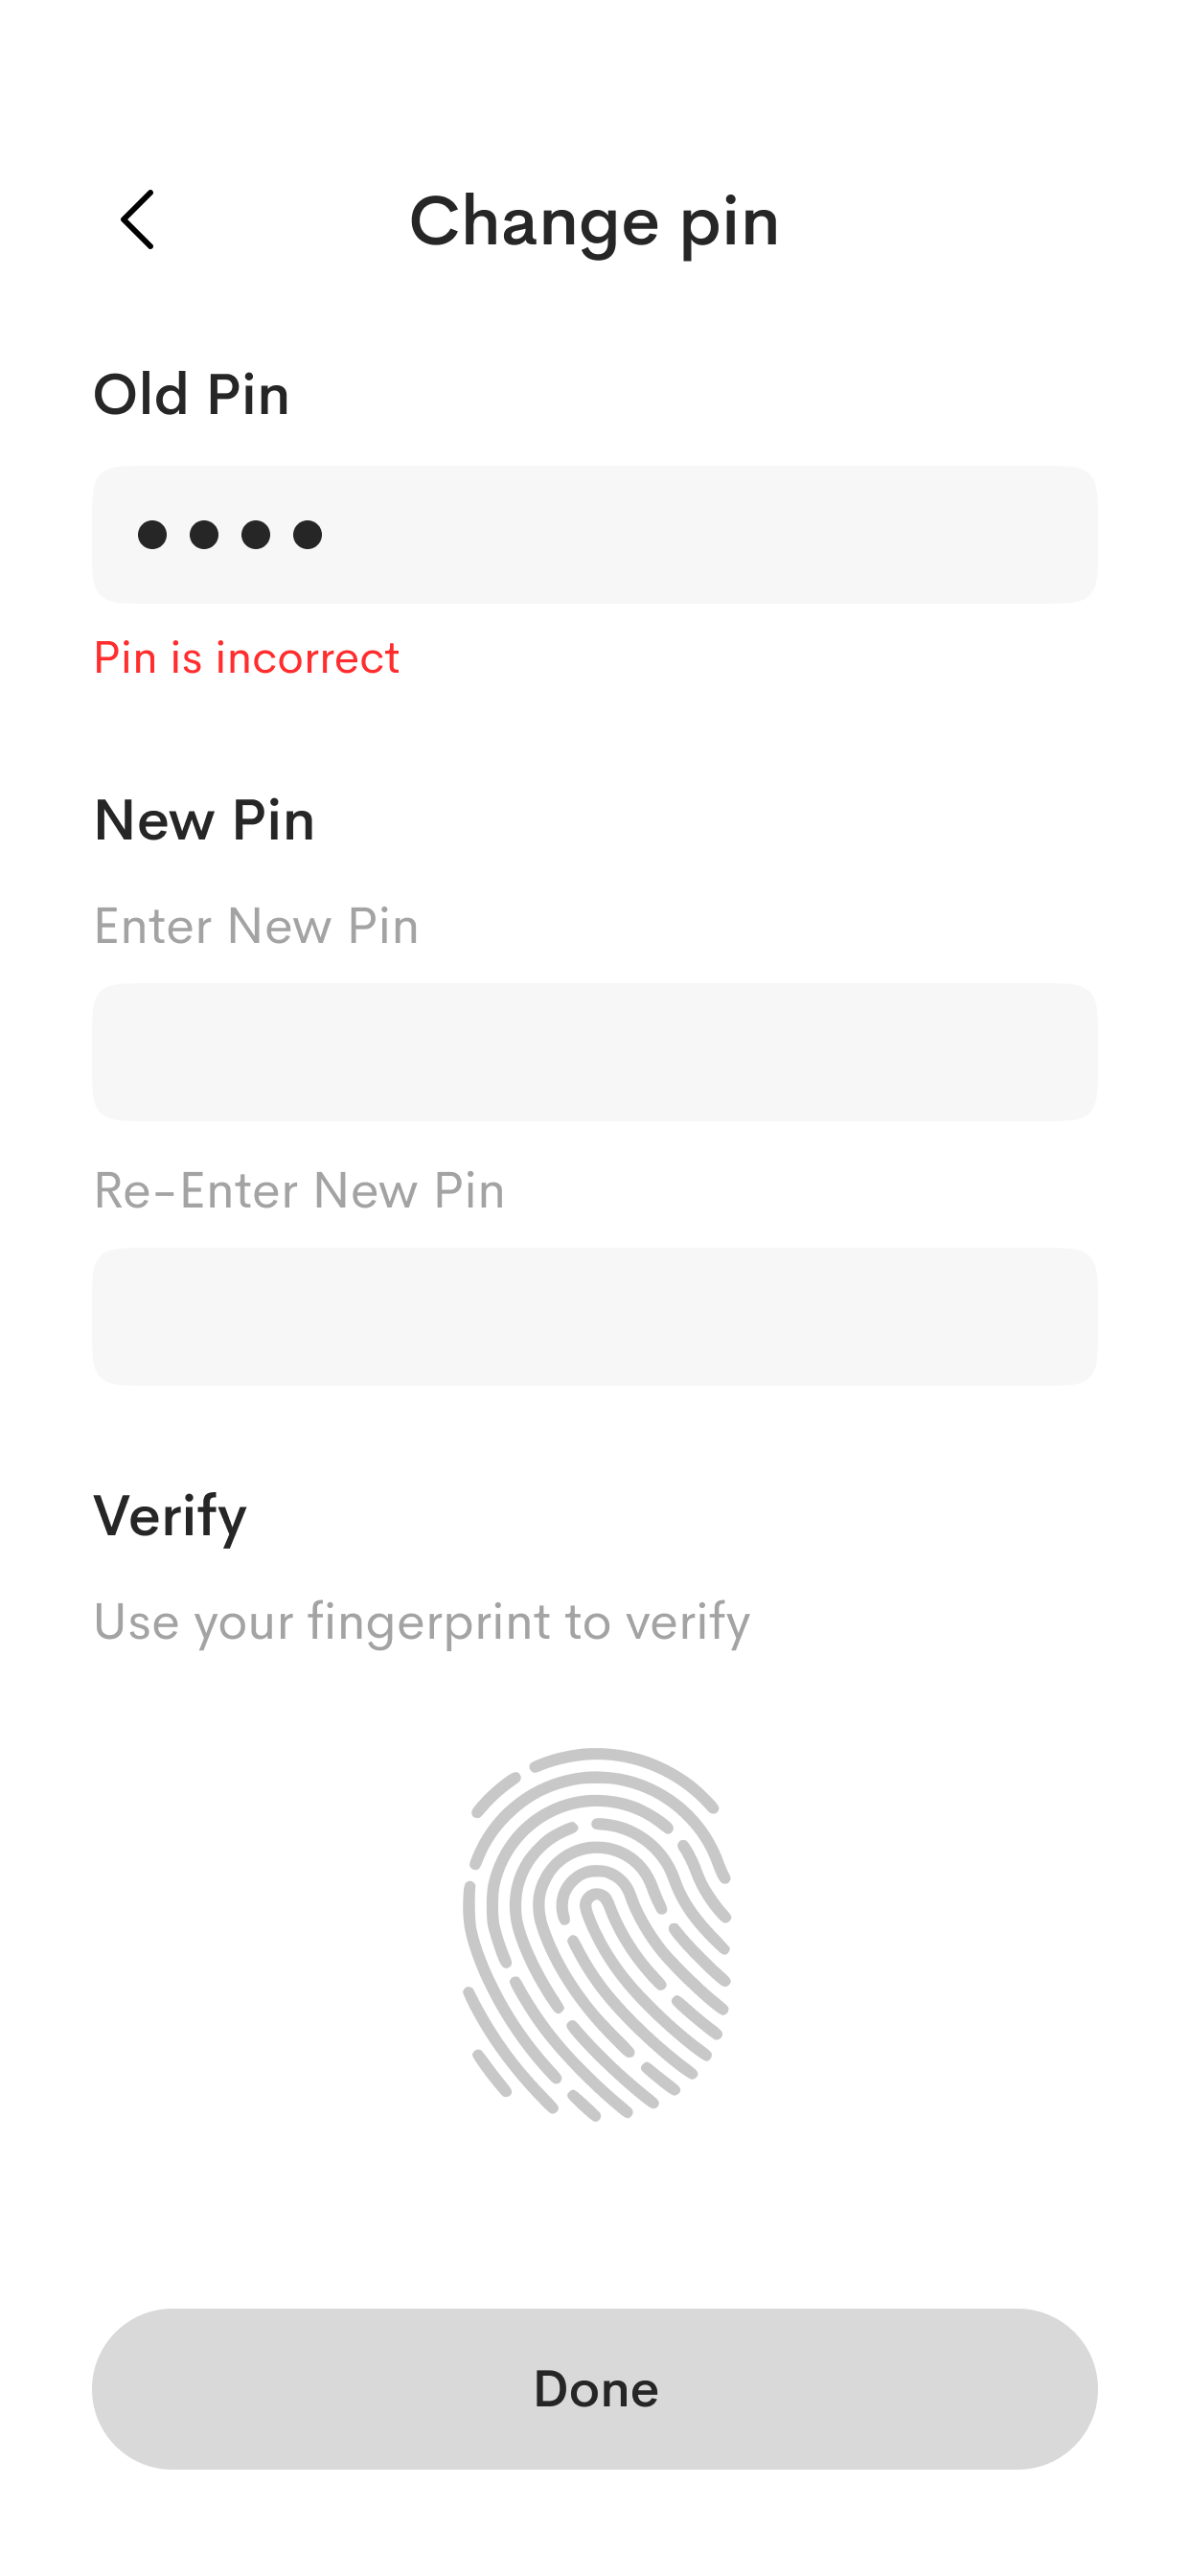 Change pin
Old Pin
Pin is incorrect
New Pin
Enter New Pin
Re-Enter New Pin
Verify
Use your fingerprint to verify
Done